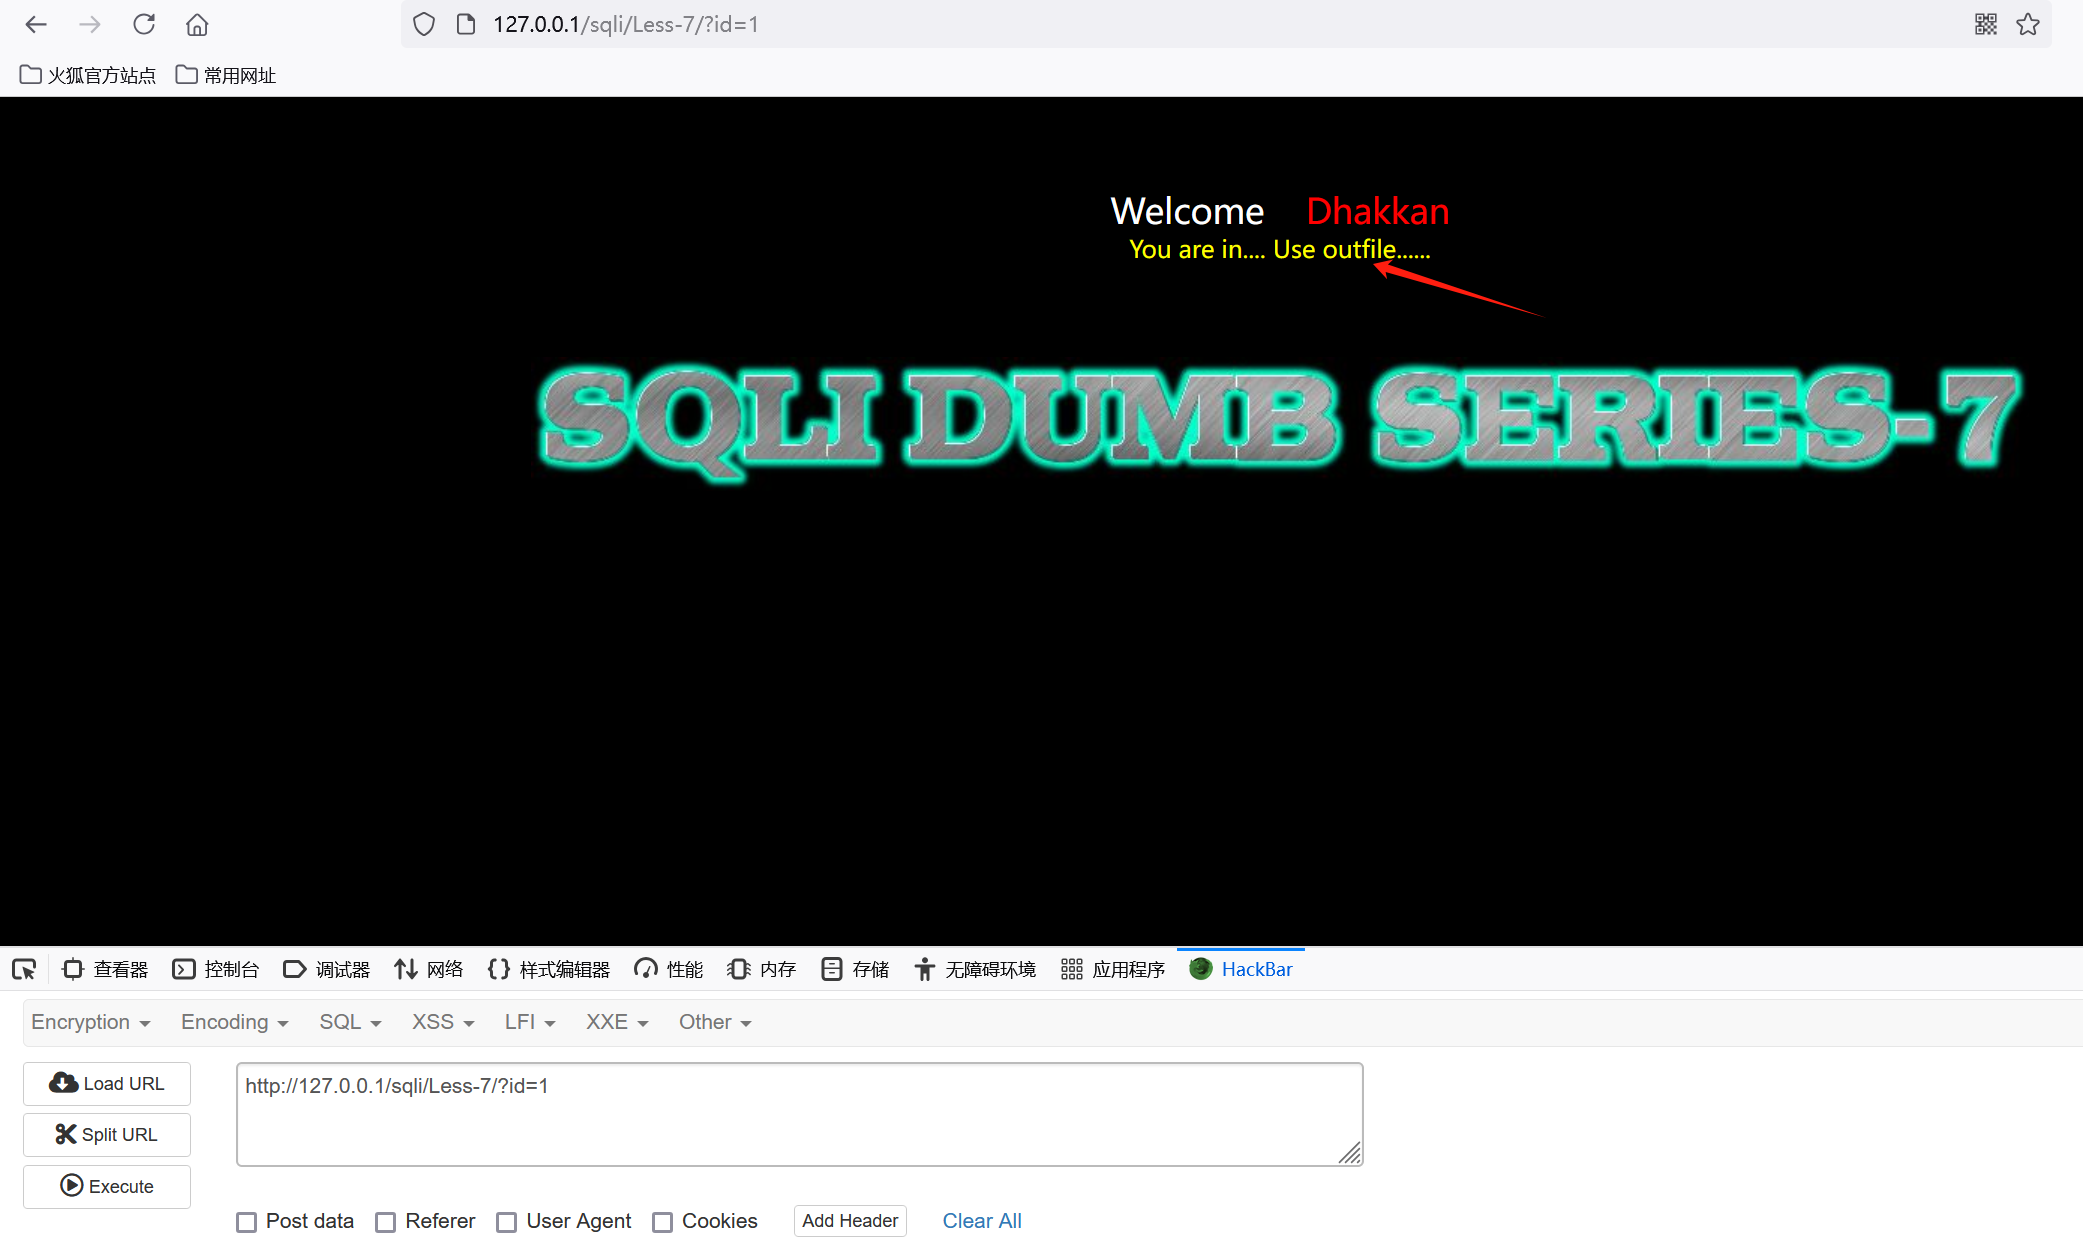 127.0.0.1/sqli/Less-7/?id=1
火狐官方站点 常用网址
Welcome Dhakkan
You are in.... Use outfile......
SQLI DUMB SERIES-7
查看器 控制台 调试器 网络 样式编辑器 性能 内存 存储 无障碍环境 应用程序 HackBar
Encryption Encoding SQL XSS LFI XXE Other
Load URL
http://127.0.0.1/sqli/Less-7/?id=1
Split URL
Execute
Post data Referer User Agent Cookies Add Header Clear All